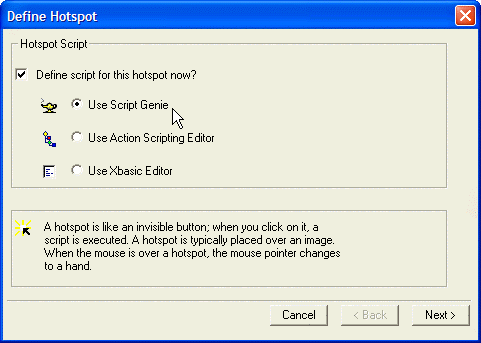 Define Hotspot
Hotspot Script
Define script for this hotspot now?
Use Script Genie
Use Action Scripting Editor
Use Xbasic Editor
A hotspot is like an invisible button; when you click on it, a
script is executed. A hotspot is typically placed over an image.
When the mouse is over a hotspot, the mouse pointer changes
to a hand.
Cancel
< Back
Next >